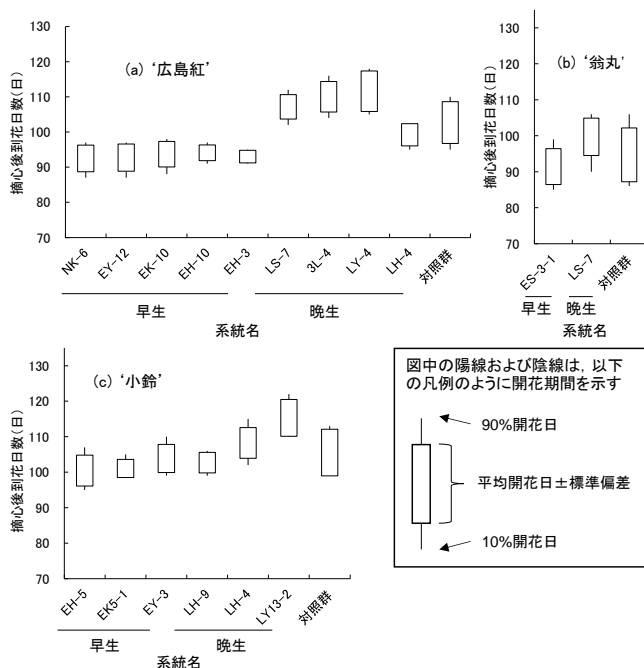 (a) ‘広島紅’
摘心後到花日数(日)
130
120
110
100
90
80
70
NK-6
EY-12
EK-10
EH-10
EH-3
LS-7
3L-4
LY-4
LH-4
対照群
早生
晩生
系統名
(b) ‘翁丸’
摘心後到花日数(日)
130
120
110
100
90
80
70
ES-3-1
LS-7
対照群
早生
晩生
系統名
(c) ‘小鈴’
摘心後到花日数(日)
130
120
110
100
90
80
70
EH-5
EK5-1
EY-3
LH-9
LH-4
LY13-2
対照群
早生
晩生
系統名
図中の陽線および陰線は，以下
の凡例のように開花期間を示す
90%開花日
平均開花日±標準偏差
10%開花日